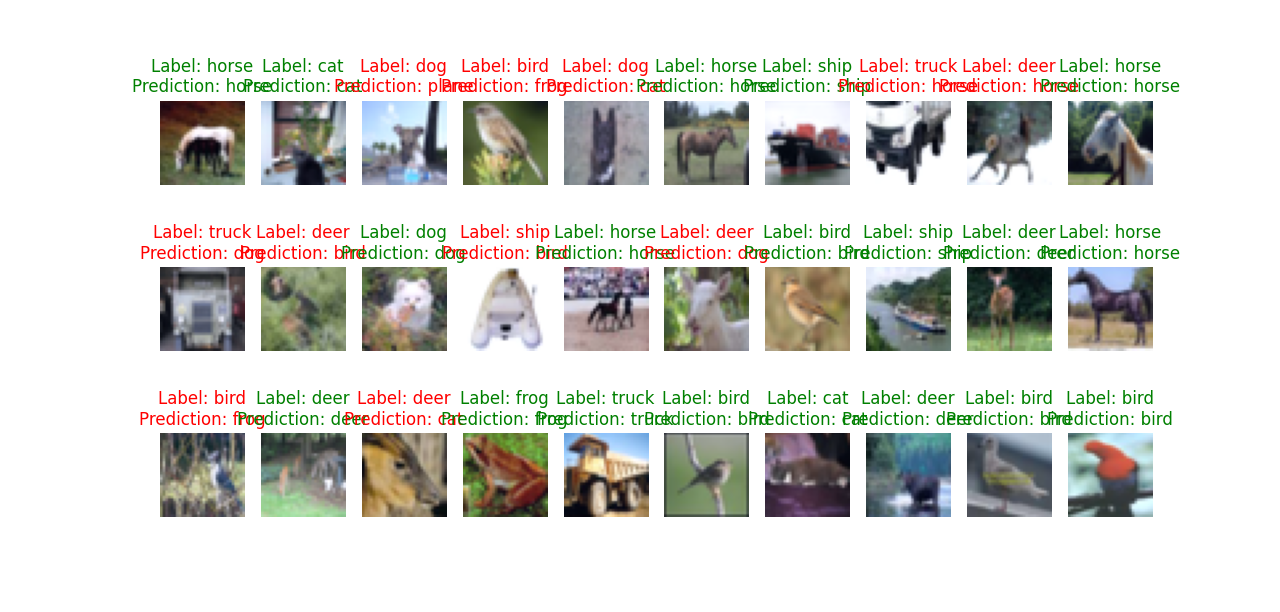 Label: horse Label: cat Label: dog Label: bird Label: dog Label: horse Label: ship Label: truck Label: deer Label: horse
Prediction: horse Prediction: cat Prediction: plane Prediction: frog Prediction: cat Prediction: horse Prediction: ship Prediction: horse Prediction: horse Prediction: horse
Label: truck Label: deer Label: dog Label: ship Label: horse Label: deer Label: bird Label: ship Label: deer Label: horse
Prediction: dog Prediction: bird Prediction: dog Prediction: bird Prediction: horse Prediction: dog Prediction: bird Prediction: ship Prediction: deer Prediction: horse
Label: bird Label: deer Label: deer Label: frog Label: truck Label: bird Label: cat Label: deer Label: bird Label: bird
Prediction: frog Prediction: deer Prediction: cat Prediction: frog Prediction: truck Prediction: bird Prediction: cat Prediction: deer Prediction: bird Prediction: bird